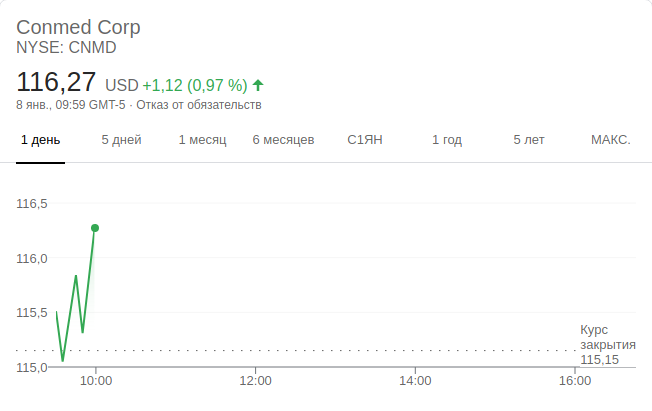 Conmed Corp
NYSE: CNMD
116,27 USD +1,12 (0,97 %)
8 янв., 09:59 GMT-5 · Отказ от обязательств
1 день 5 дней 1 месяц 6 месяцев С1ЯН 1 год 5 лет МАКС.
116,5
116,0
115,5
115,0
Курс
закрытия
115,15
10:00 12:00 14:00 16:00